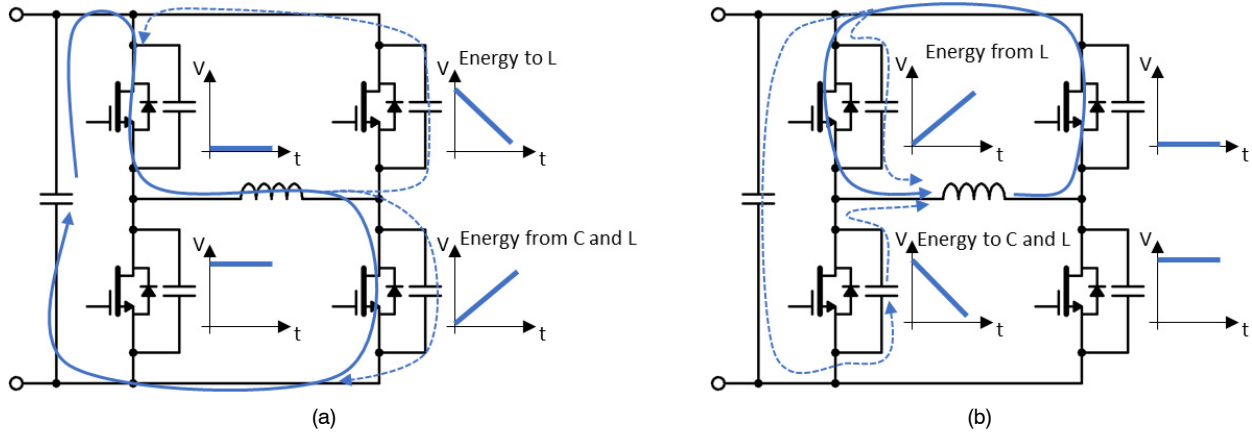 V
Energy to L
t
t
V
Energy from C and L
V
t
t
(a)
V
Energy from L
V
t
t
V
Energy to C and L
V
t
t
(b)